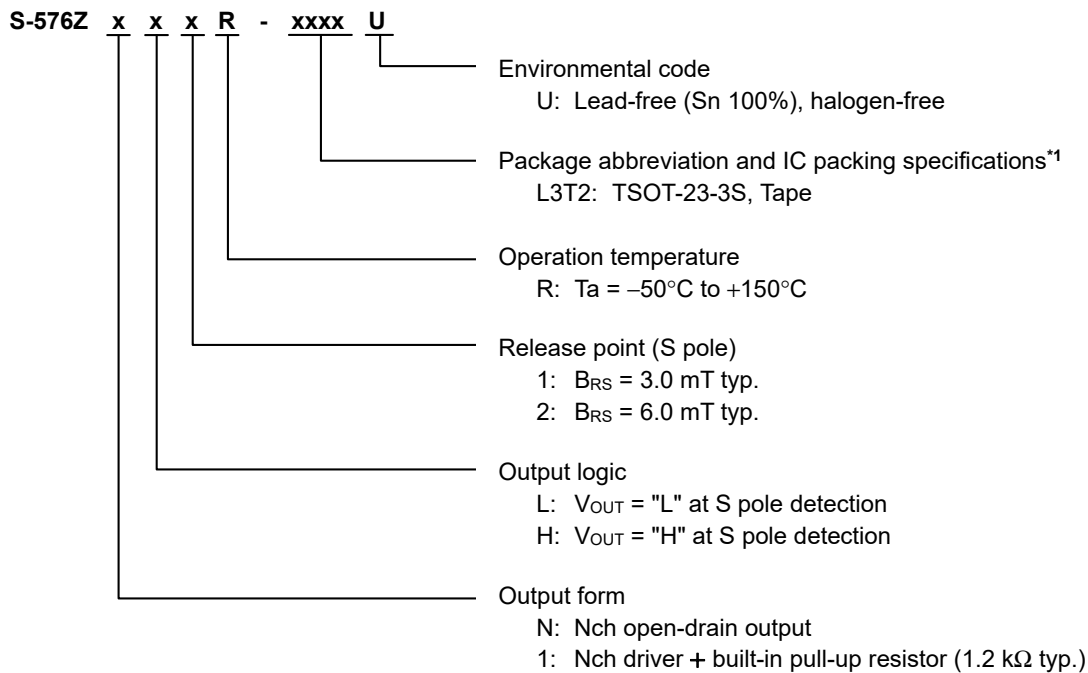 S-576Z x x x R - xxxx U
Environmental code
U: Lead-free (Sn 100%), halogen-free
Package abbreviation and IC packing specifications*1
L3T2: TSOT-23-3S, Tape
Operation temperature
R: Ta = −50°C to +150°C
Release point (S pole)
1: BRS = 3.0 mT typ.
2: BRS = 6.0 mT typ.
Output logic
L: VOUT = "L" at S pole detection
H: VOUT = "H" at S pole detection
Output form
N: Nch open-drain output
1: Nch driver + built-in pull-up resistor (1.2 kΩ typ.)